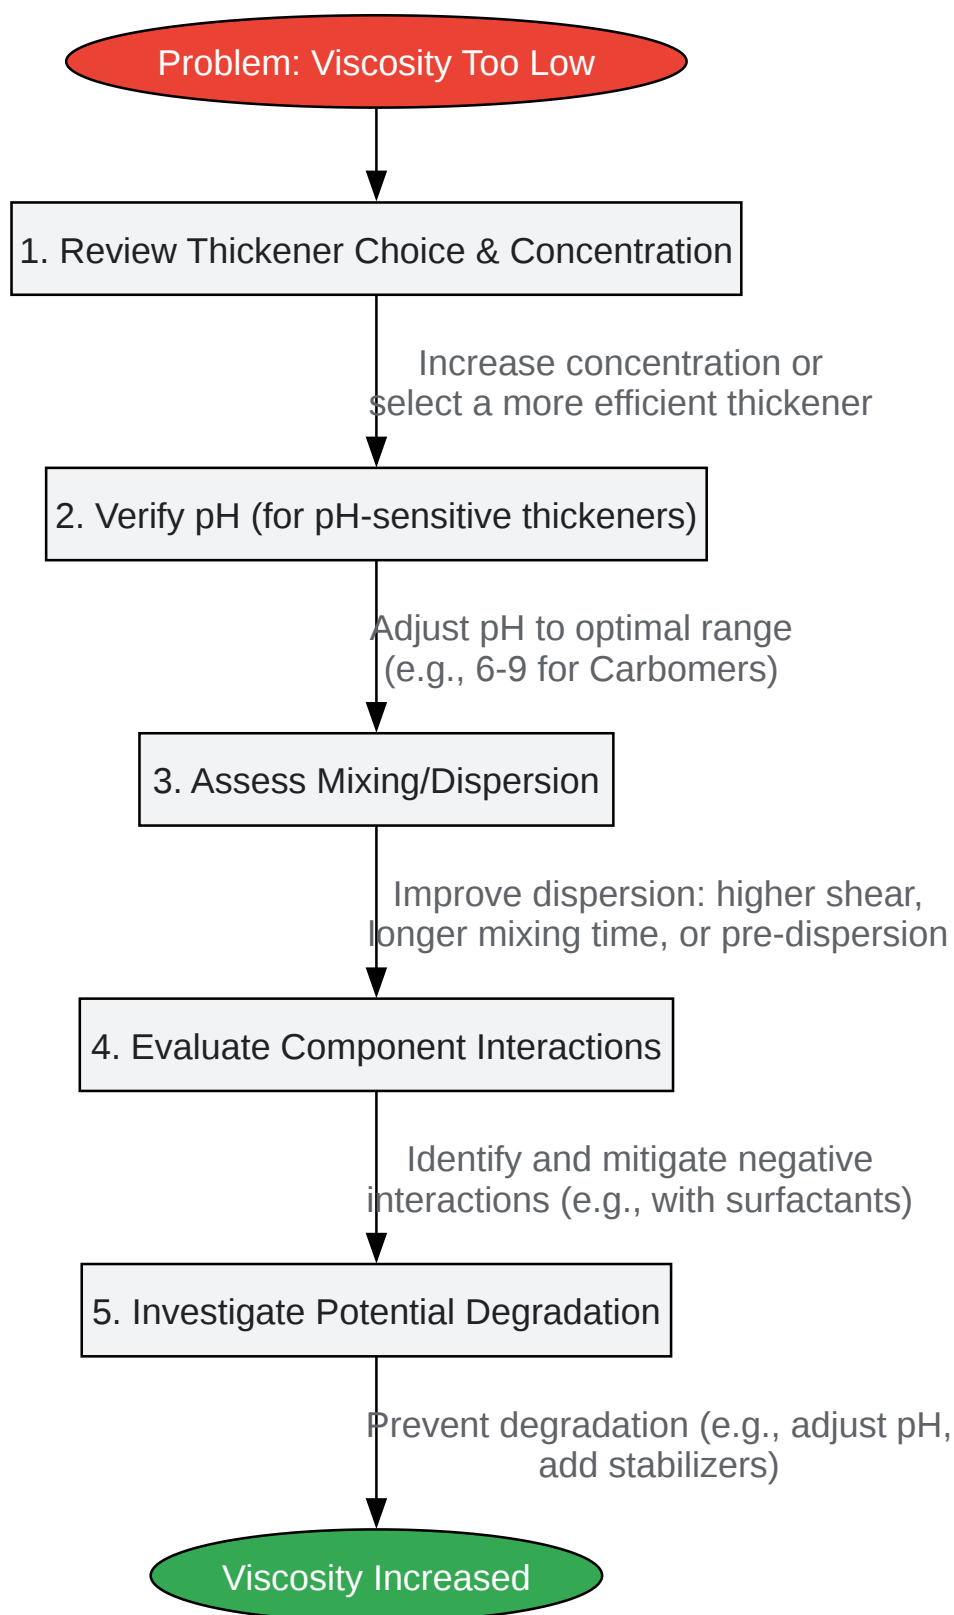 Problem: Viscosity Too Low
1. Review Thickener Choice & Concentration
Increase concentration or
select a more efficient thickener
2. Verify pH (for pH-sensitive thickeners)
Adjust pH to optimal range
(e.g., 6-9 for Carbomers)
3. Assess Mixing/Dispersion
Improve dispersion: higher shear,
longer mixing time, or pre-dispersion
4. Evaluate Component Interactions
Identify and mitigate negative
interactions (e.g., with surfactants)
5. Investigate Potential Degradation
Prevent degradation (e.g., adjust pH,
add stabilizers)
Viscosity Increased